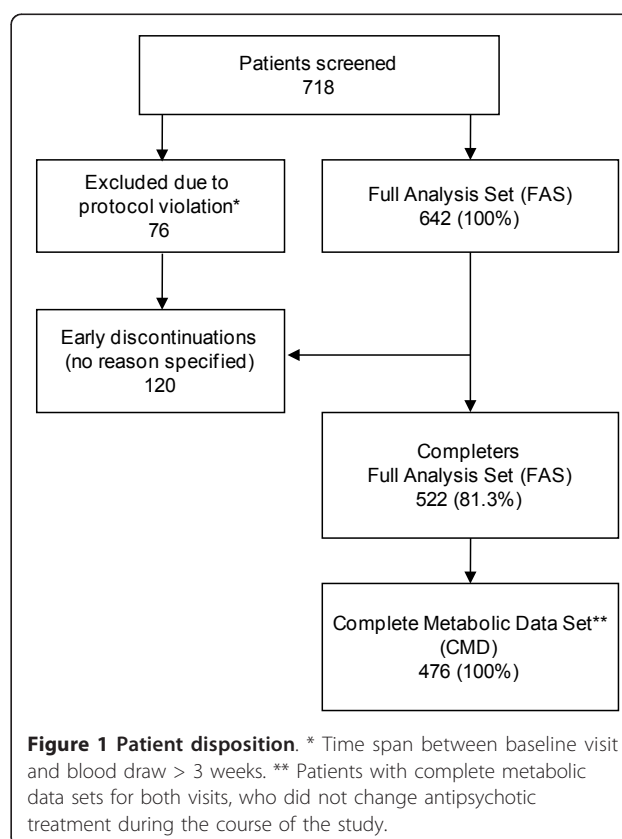 Patients screened
718
Excluded due to
protocol violation*
76
Full Analysis Set (FAS)
642 (100%)
Early discontinuations
(no reason specified)
120
Completers
Full Analysis Set (FAS)
522 (81.3%)
Complete Metabolic Data Set**
(CMD)
476 (100%)
Figure 1 Patient disposition. * Time span between baseline visit
and blood draw > 3 weeks. ** Patients with complete metabolic
data sets for both visits, who did not change antipsychotic
treatment during the course of the study.